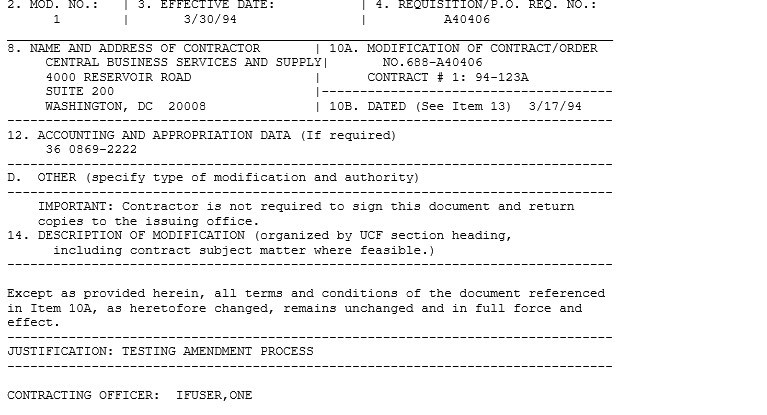 2. MOD. NO.:   | 3. EFFECTIVE DATE:           | 4. REQUISITION/P.O. REQ. NO.:
      1        |       3/30/94                |          A40406
8. NAME AND ADDRESS OF CONTRACTOR       | 10A. MODIFICATION OF CONTRACT/ORDER
     CENTRAL BUSINESS SERVICES AND SUPPLY|       NO.688-A40406
     4000 RESERVOIR ROAD                |      CONTRACT # 1: 94-123A
     SUITE 200                          |--------------------------------------
     WASHINGTON, DC  20008              | 10B. DATED (See Item 13)  3/17/94
-------------------------------------------------------------------------------
12. ACCOUNTING AND APPROPRIATION DATA (If required)
     36 0869-2222
-------------------------------------------------------------------------------
D.  OTHER (specify type of modification and authority)
-------------------------------------------------------------------------------
    IMPORTANT: Contractor is not required to sign this document and return
    copies to the issuing office.
14. DESCRIPTION OF MODIFICATION (organized by UCF section heading,
      including contract subject matter where feasible.)
-------------------------------------------------------------------------------
Except as provided herein, all terms and conditions of the document referenced
in Item 10A, as heretofore changed, remains unchanged and in full force and
effect.
-------------------------------------------------------------------------------
JUSTIFICATION: TESTING AMENDMENT PROCESS
-------------------------------------------------------------------------------
CONTRACTING OFFICER:  IFUSER,ONE